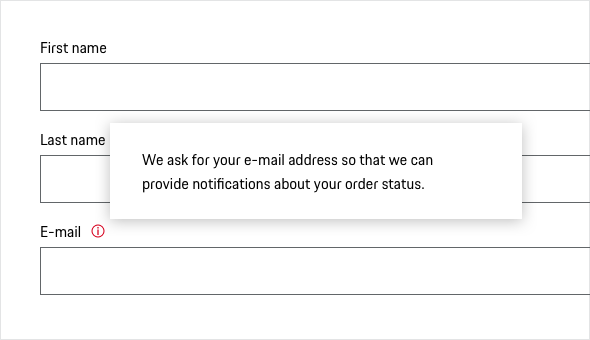 First name
Last name
We ask for your e-mail address so that we can
provide notifications about your order status.
E-mail